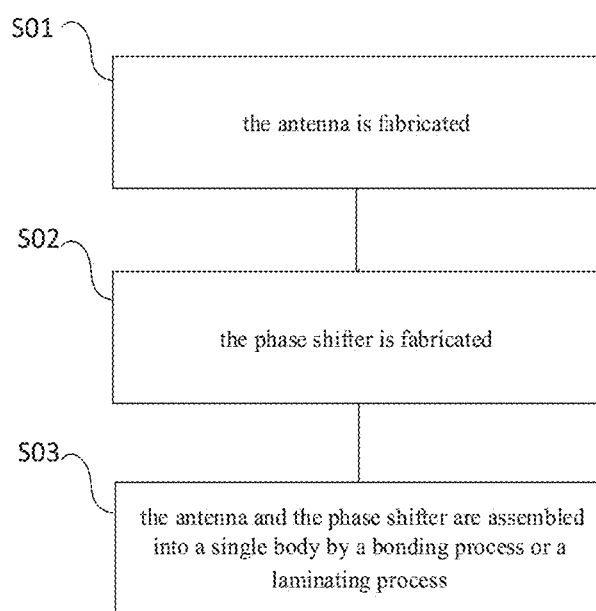 S01
the antenna is fabricated
S02
the phase shifter is fabricated
S03
the antenna and the phase shifter are assembled
into a single body by a bonding process or a
laminating process